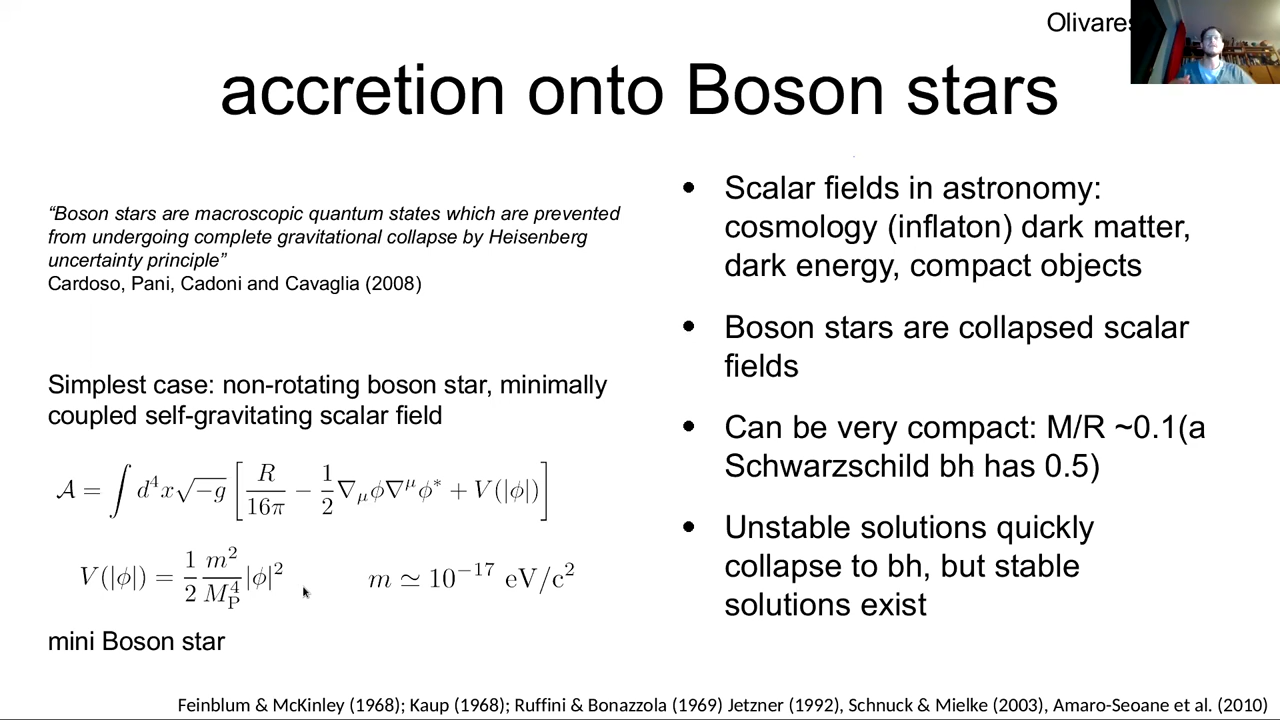 Olivares
accretion onto Boson stars
“Boson stars are macroscopic quantum states which are prevented
from undergoing complete gravitational collapse by Heisenberg
uncertainty principle”
Cardoso, Pani, Cadoni and Cavaglia (2008)
Simplest case: non-rotating boson star, minimally
coupled self-gravitating scalar field
𝒜 = ∫ d⁴x√−g [ R/16π − 1/2 ∇_μ ϕ∇^μ ϕ* + V(|ϕ|) ]
V(|ϕ|) = 1/2 m²/M_P⁴ |ϕ|² m ≃ 10⁻¹⁷ eV/c²
mini Boson star
• Scalar fields in astronomy:
cosmology (inflaton) dark matter,
dark energy, compact objects
• Boson stars are collapsed scalar
fields
• Can be very compact: M/R ~0.1(a
Schwarzschild bh has 0.5)
• Unstable solutions quickly
collapse to bh, but stable
solutions exist
Feinblum & McKinley (1968); Kaup (1968); Ruffini & Bonazzola (1969) Jetzner (1992), Schnuck & Mielke (2003), Amaro-Seoane et al. (2010)